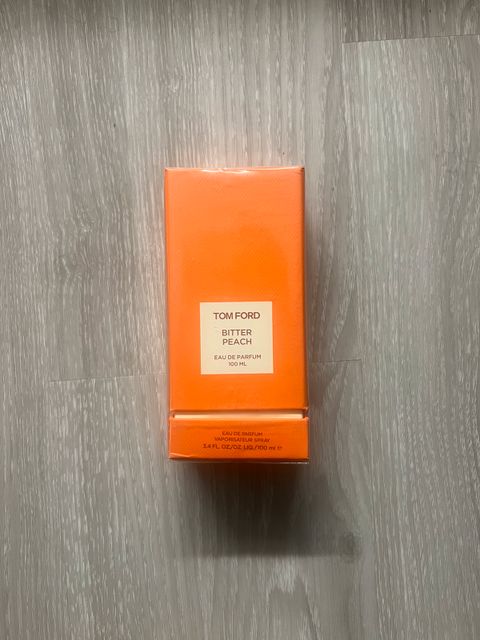 TOM FORD
BITTER
PEACH
EAU DE PARFUM
100 ML
EAU DE PARFUM
VAPORISATEUR SPRAY
3.4 FL. OZ./OZ. LIQ./100 ml ℮